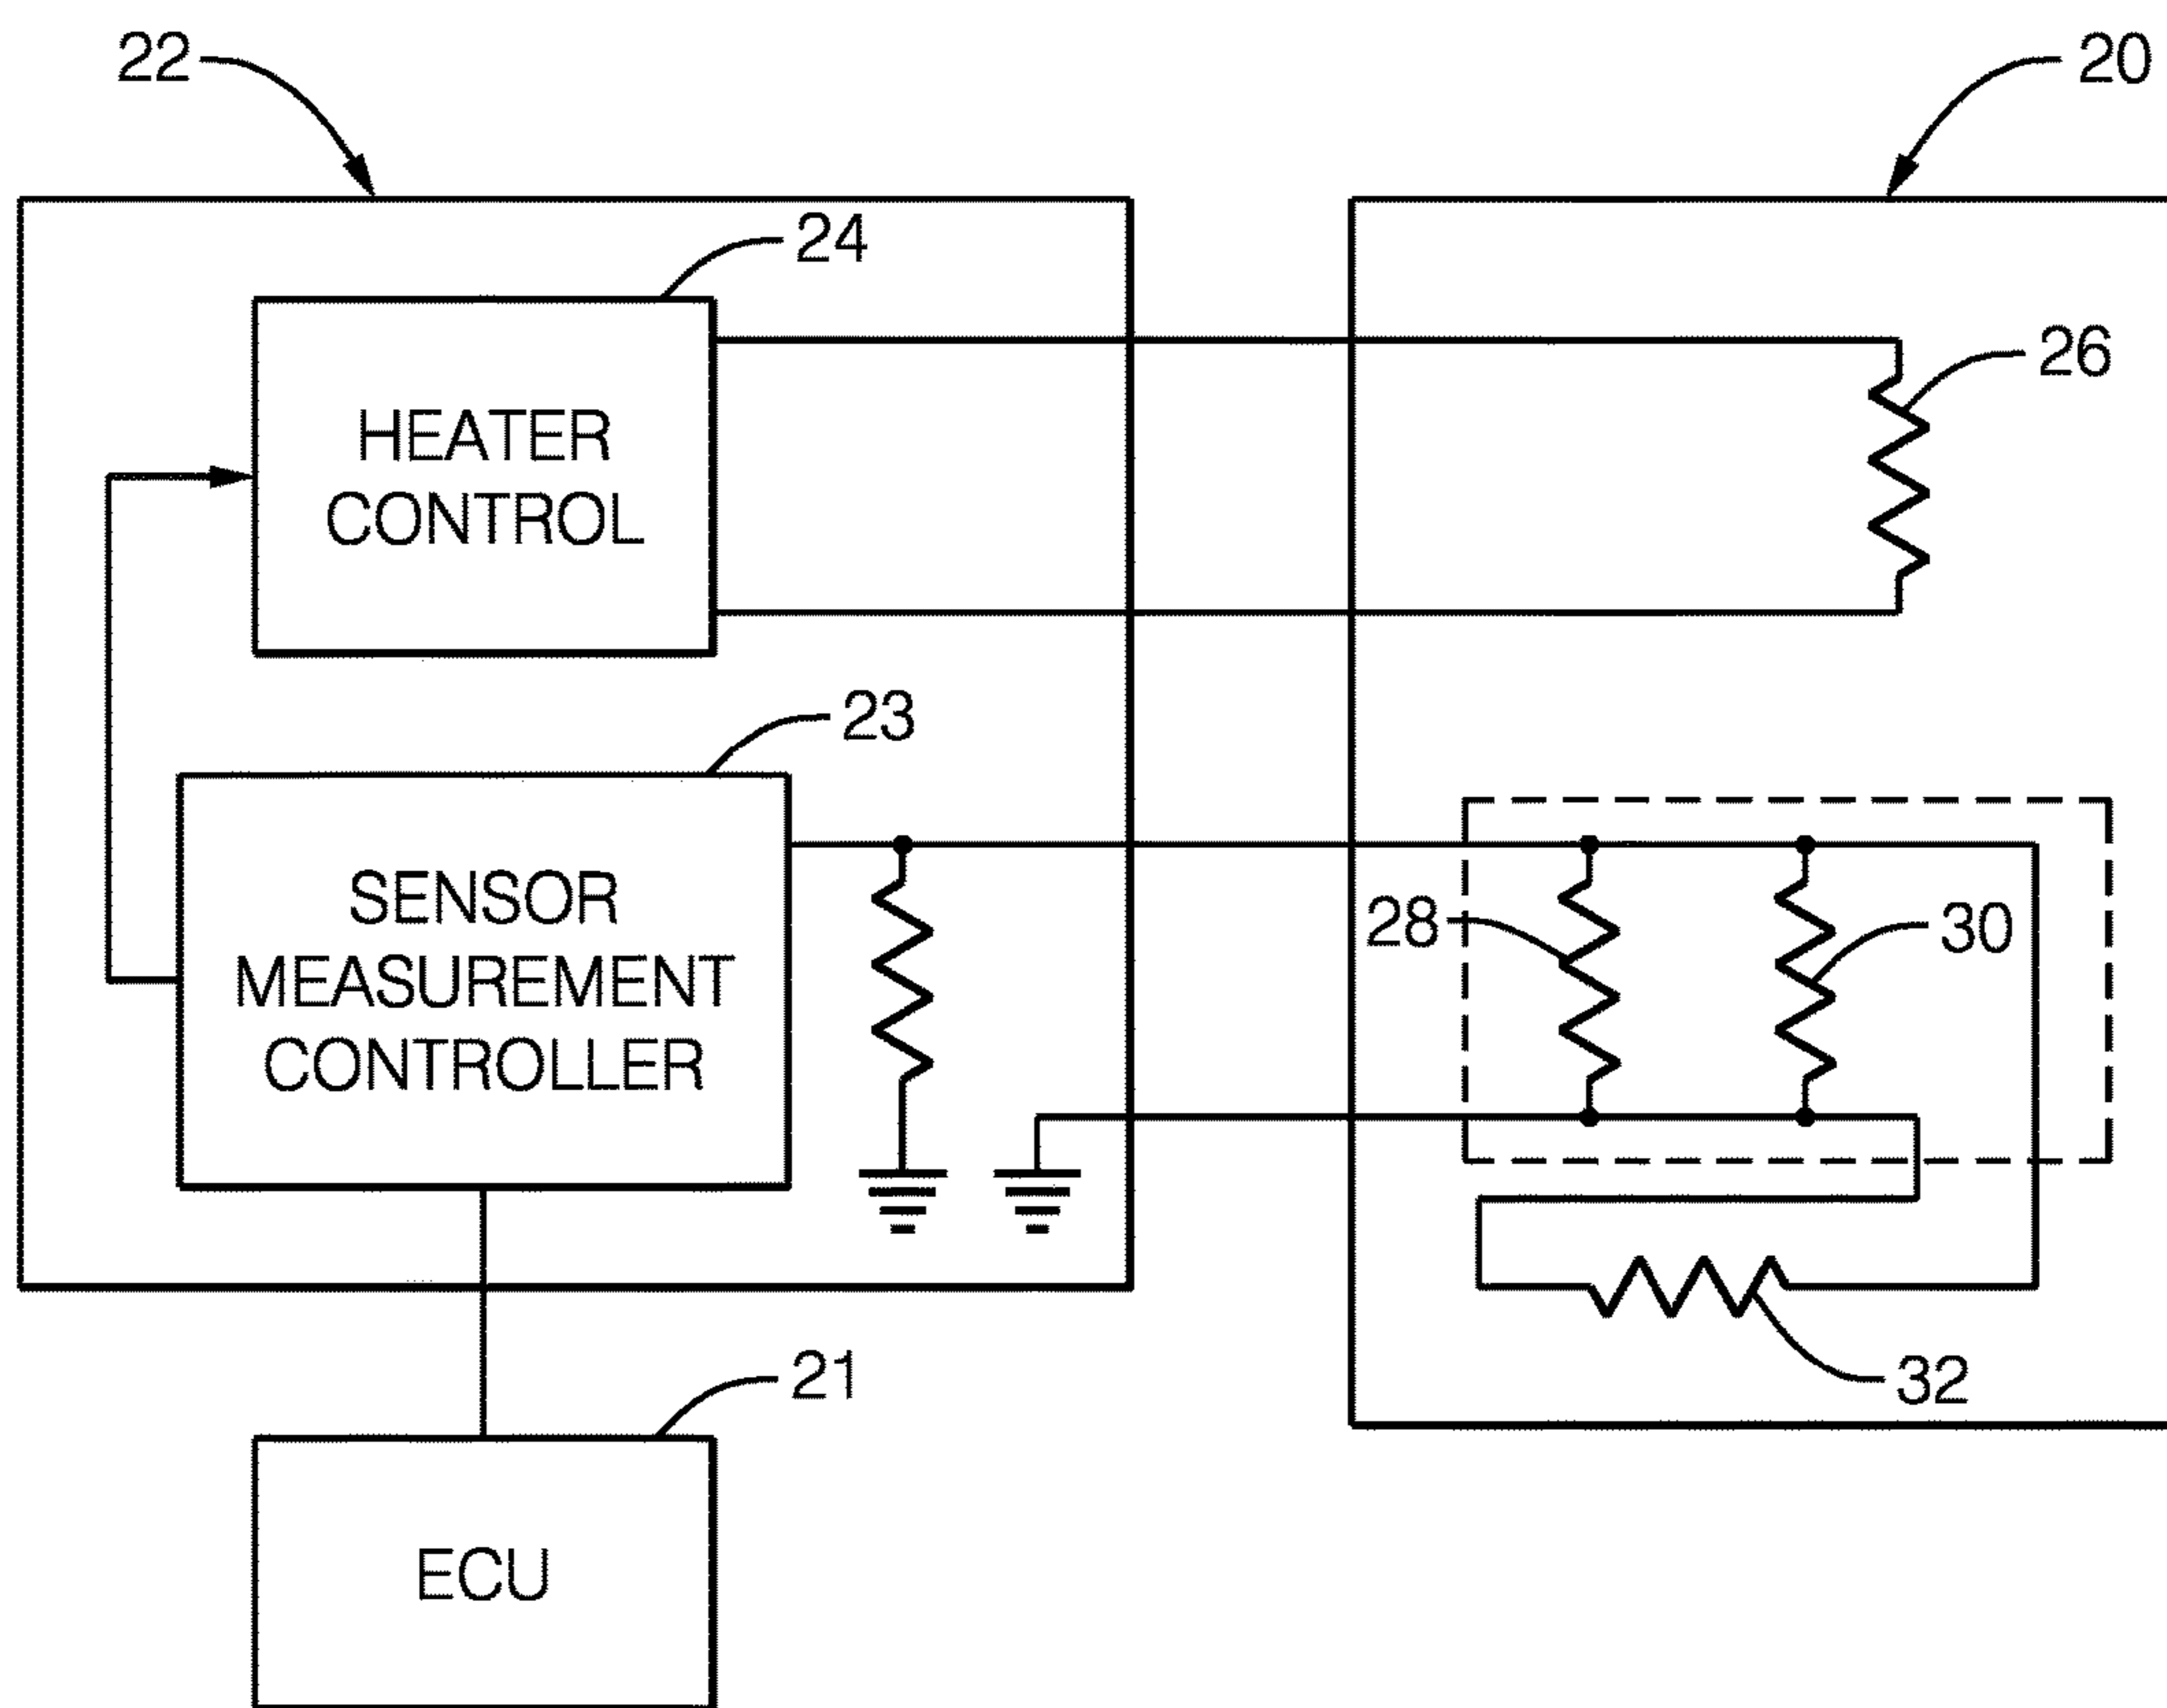 22
20
24
26
HEATER
CONTROL
23
28
30
SENSOR
MEASUREMENT
CONTROLLER
21
32
ECU